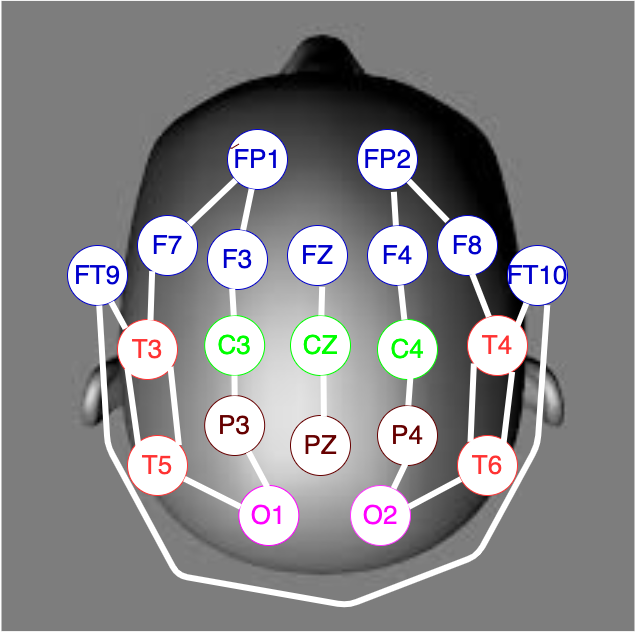 FP1 FP2
F7 F3 FZ F4 F8
FT9 FT10
T3 C3 CZ C4 T4
P3 PZ P4
T5 T6
O1 O2